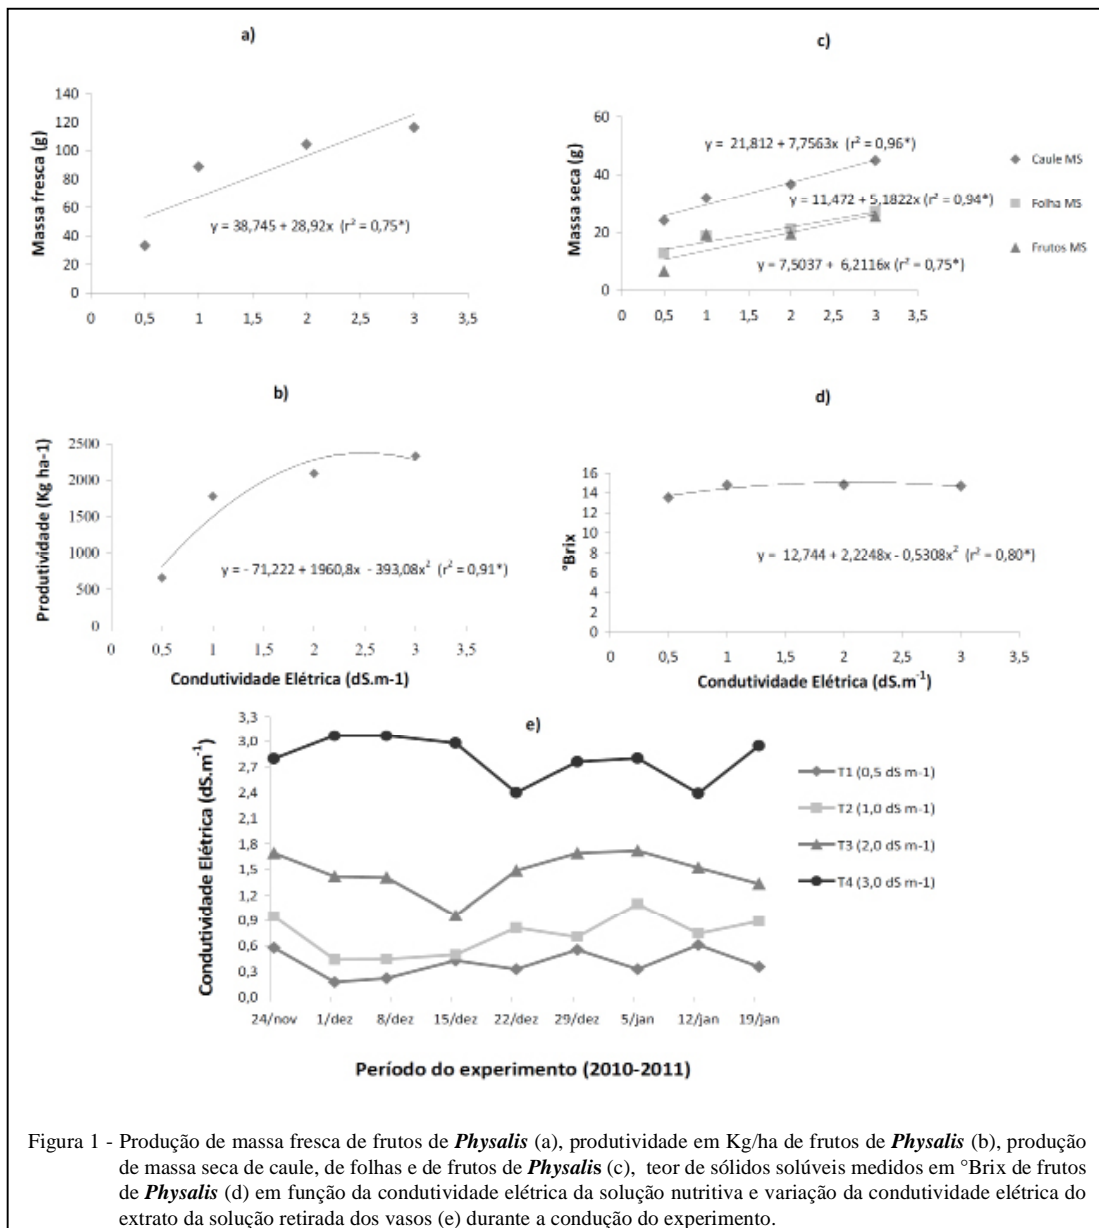 a)
Massa fresca (g)
140
120
100
80
60
40
20
0
y = 38,745 + 28,92x (r² = 0,75*)
0 0,5 1 1,5 2 2,5 3 3,5
c)
Massa seca (g)
60
40
20
0
y = 21,812 + 7,7563x (r² = 0,96*)
y = 11,472 + 5,1822x (r² = 0,94*)
y = 7,5037 + 6,2116x (r² = 0,75*)
0 0,5 1 2 3 3,5
Caule MS
Folha MS
Frutos MS
b)
Produtividade (Kg ha-1)
2500
2000
1500
1000
500
0
y = - 71,222 + 1960,8x - 393,08x² (r² = 0,91*)
0 0,5 1 1,5 2 2,5 3 3,5
Condutividade Elétrica (dS.m-1)
d)
°Brix
16
14
12
10
8
6
4
2
0
y = 12,744 + 2,2248x - 0,5308x² (r² = 0,80*)
0 0,5 1 1,5 2 2,5 3 3,5
Condutividade Elétrica (dS.m⁻¹)
e)
Condutividade Elétrica (dS.m⁻¹)
3,3
3,0
2,7
2,4
2,1
1,8
1,5
1,2
0,9
0,6
0,3
0,0
24/nov 1/dez 8/dez 15/dez 22/dez 29/dez 5/jan 12/jan 19/jan
Período do experimento (2010-2011)
T1 (0,5 dS m-1)
T2 (1,0 dS m-1)
T3 (2,0 dS m-1)
T4 (3,0 dS m-1)
Figura 1 - Produção de massa fresca de frutos de Physalis (a), produtividade em Kg/ha de frutos de Physalis (b), produção
de massa seca de caule, de folhas e de frutos de Physalis (c), teor de sólidos solúveis medidos em °Brix de frutos
de Physalis (d) em função da condutividade elétrica da solução nutritiva e variação da condutividade elétrica do
extrato da solução retirada dos vasos (e) durante a condução do experimento.